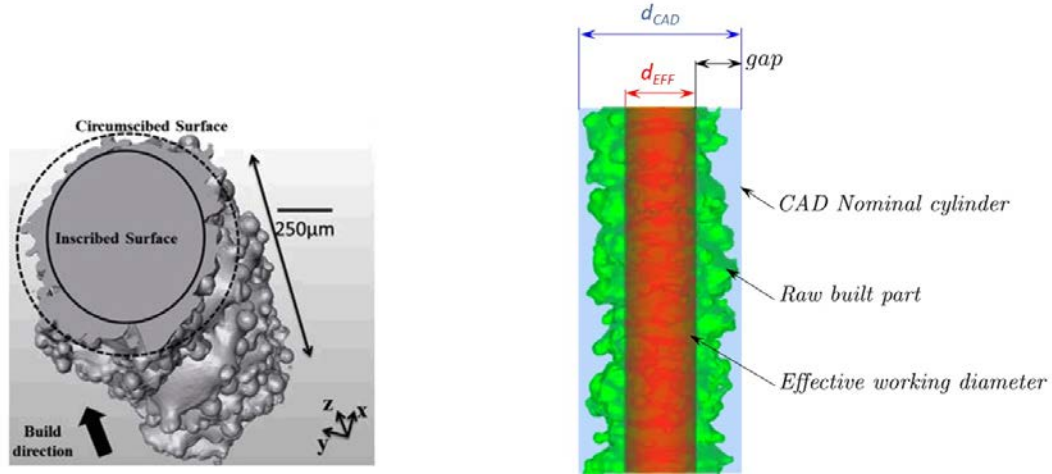 Circumscibed Surface
250μm
Inscribed Surface
Build
direction
z
x
y
d_CAD
gap
d_EFF
CAD Nominal cylinder
Raw built part
Effective working diameter